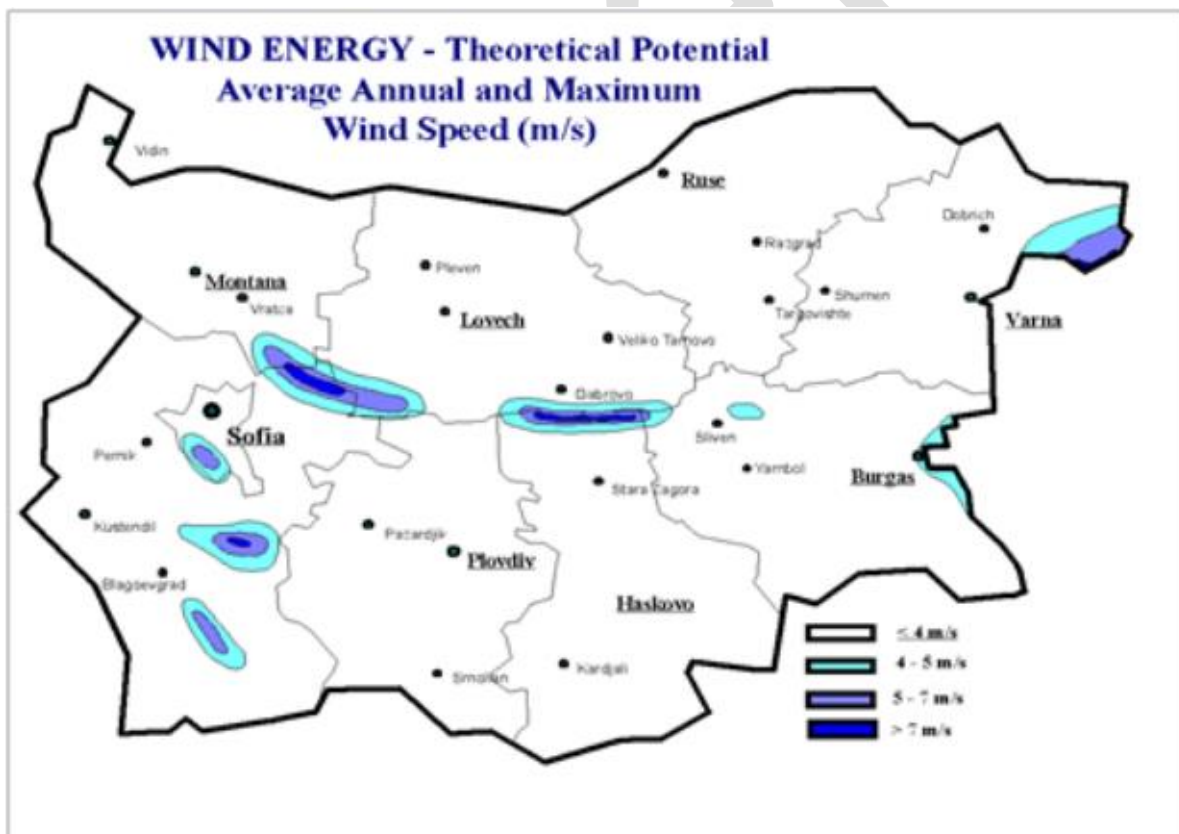 WIND ENERGY - Theoretical Potential
Average Annual and Maximum
Wind Speed (m/s)
Vidin
Ruse
Dobrich
Razgrad
Pleven
Montana
Vratca
Shumen
Targovishte
Varna
Lovech
Veliko Tarnovo
Gabrovo
Sofia
Sliven
Pernik
Yambol
Burgas
Stara Zagora
Kustendil
Pazardjik
Plovdiv
Blagoevgrad
Haskovo
Smolian
Kardjali
≤ 4 m/s
4 - 5 m/s
5 - 7 m/s
> 7 m/s